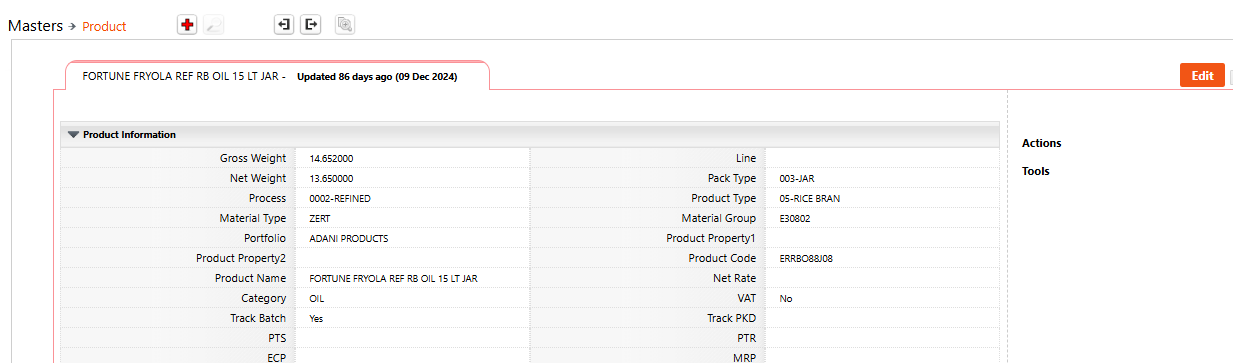 Masters → Product
FORTUNE FRYOLA REF RB OIL 15 LT JAR - Updated 86 days ago (09 Dec 2024)
Edit
Product Information
Gross Weight 14.652000 Line
Net Weight 13.650000 Pack Type 003-JAR
Process 0002-REFINED Product Type 05-RICE BRAN
Material Type ZERT Material Group E30802
Portfolio ADANI PRODUCTS Product Property1
Product Property2 Product Code ERRBO88J08
Product Name FORTUNE FRYOLA REF RB OIL 15 LT JAR Net Rate
Category OIL VAT No
Track Batch Yes Track PKD
PTS PTR
ECP MRP
Actions
Tools